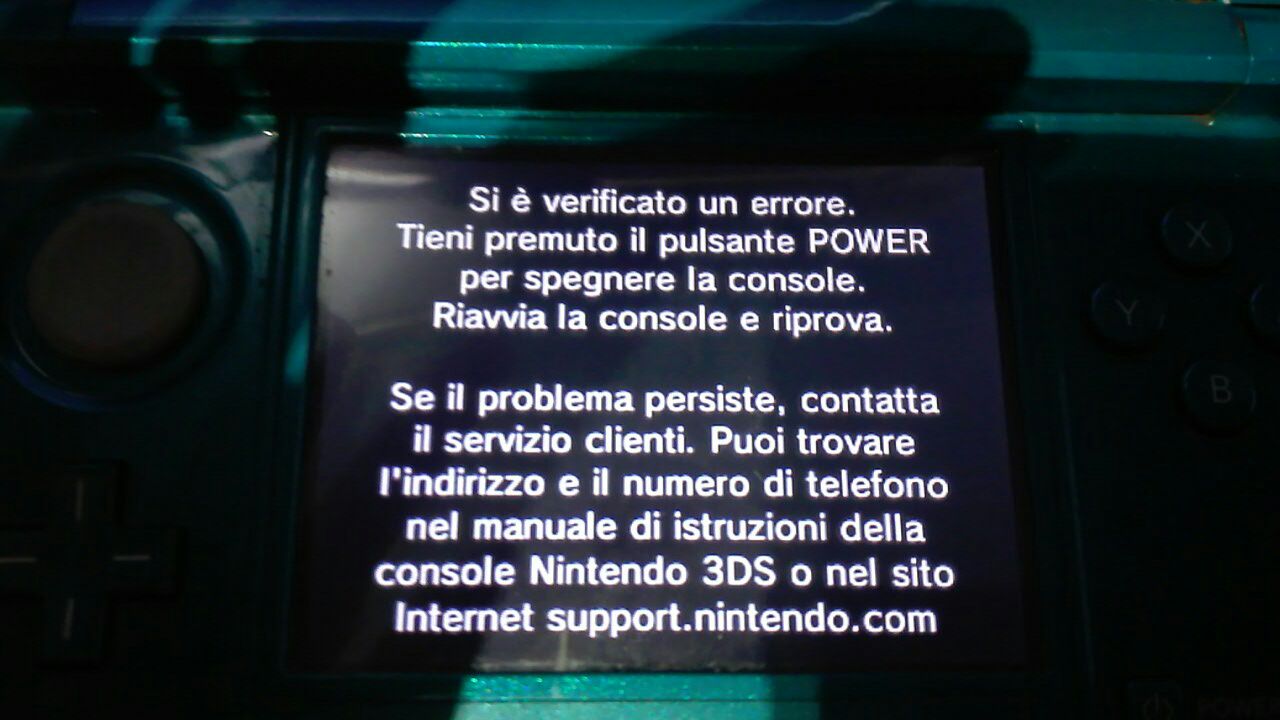 Si è verificato un errore.
Tieni premuto il pulsante POWER
per spegnere la console.
Riavvia la console e riprova.
Se il problema persiste, contatta
il servizio clienti. Puoi trovare
l'indirizzo e il numero di telefono
nel manuale di istruzioni della
console Nintendo 3DS o nel sito
Internet support.nintendo.com
X
Y
B
POWER